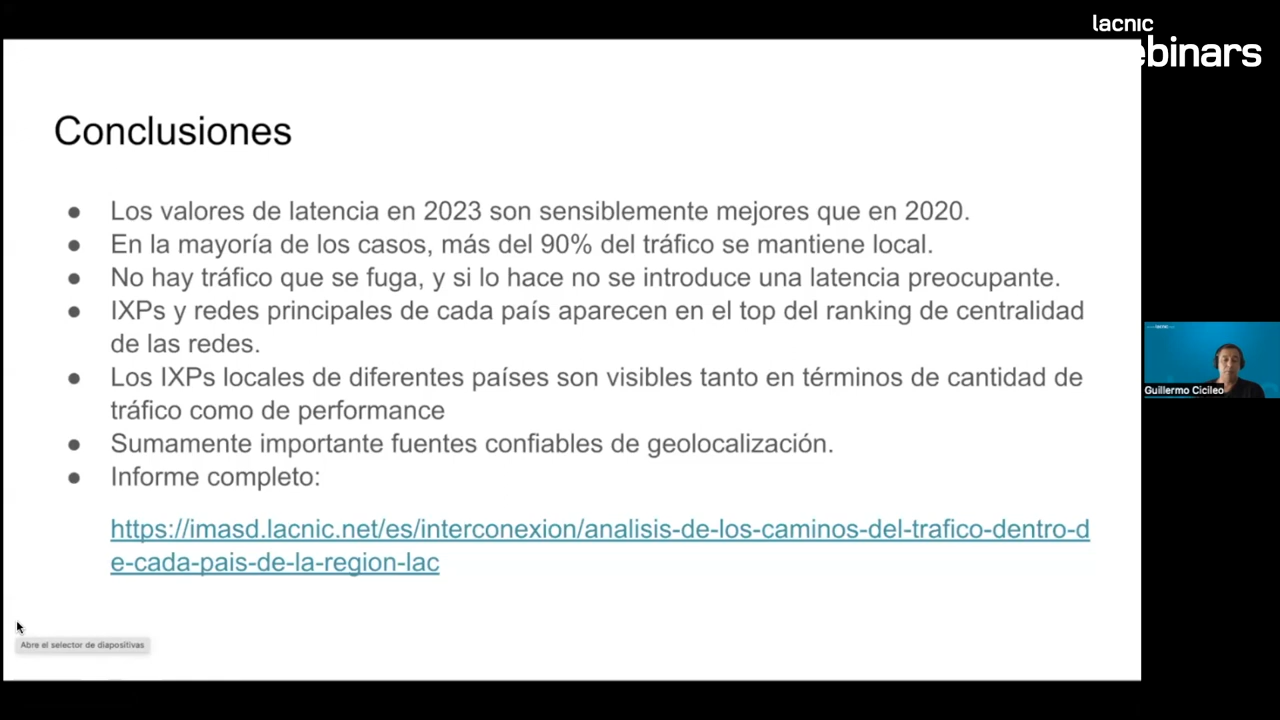 lacnic
ebinars
Conclusiones
● Los valores de latencia en 2023 son sensiblemente mejores que en 2020.
● En la mayoría de los casos, más del 90% del tráfico se mantiene local.
● No hay tráfico que se fuga, y si lo hace no se introduce una latencia preocupante.
● IXPs y redes principales de cada país aparecen en el top del ranking de centralidad
de las redes.
● Los IXPs locales de diferentes países son visibles tanto en términos de cantidad de
tráfico como de performance
● Sumamente importante fuentes confiables de geolocalización.
● Informe completo:
https://imasd.lacnic.net/es/interconexion/analisis-de-los-caminos-del-trafico-dentro-d
e-cada-pais-de-la-region-lac
lacnic
Guillermo Cicileo
Abre el selector de diapositivas